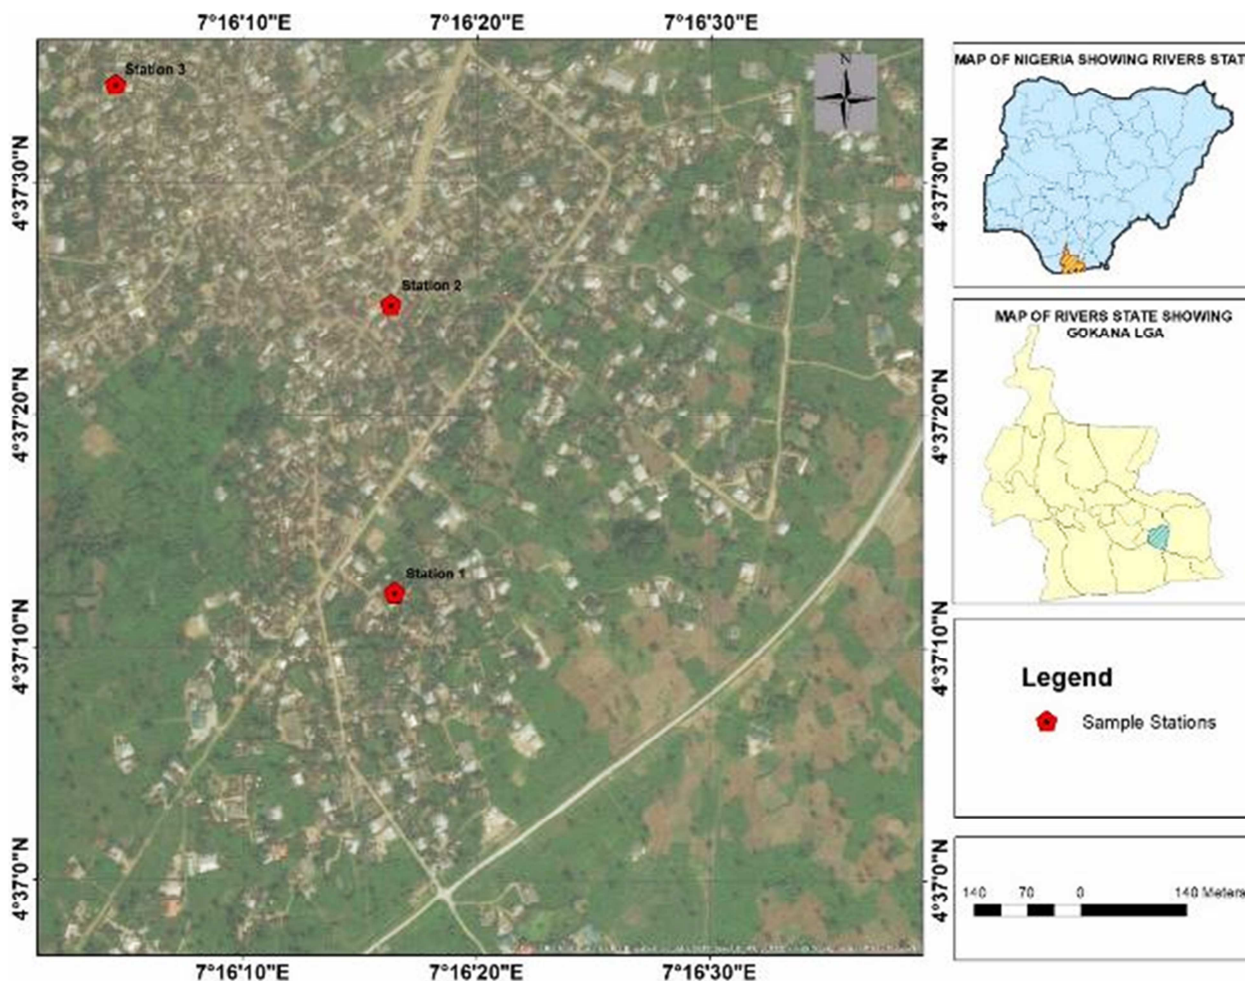 7°16'10"E 7°16'20"E 7°16'30"E
Station 3
N
4°37'30"N
4°37'30"N
Station 2
4°37'20"N
4°37'20"N
Station 1
4°37'10"N
4°37'10"N
4°37'0"N
4°37'0"N
7°16'10"E 7°16'20"E 7°16'30"E
MAP OF NIGERIA SHOWING RIVERS STAT
MAP OF RIVERS STATE SHOWING
GOKANA LGA
Legend
Sample Stations
140 70 0 140 Meters